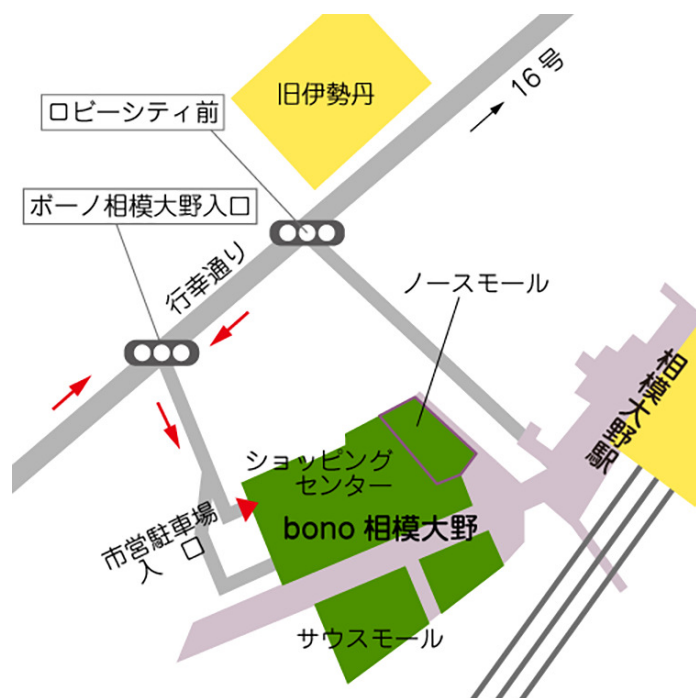 旧伊勢丹
16号
ロビーシティ前
ボーノ相模大野入口
行幸通り
ノースモール
相模大野駅
ショッピング
センター
bono 相模大野
市営駐車場
入口
サウスモール